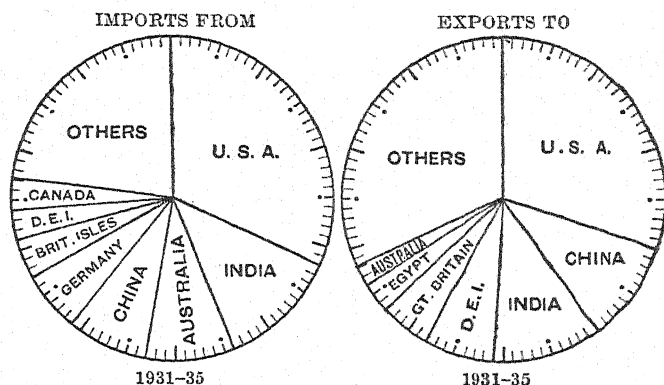 IMPORTS FROM
OTHERS
U. S. A.
CANADA
D.E.I.
BRIT. ISLES
GERMANY
CHINA
AUSTRALIA
INDIA
1931-35
EXPORTS TO
OTHERS
U. S. A.
AUSTRALIA
EGYPT
GT. BRITAIN
D.E.I.
INDIA
CHINA
1931-35